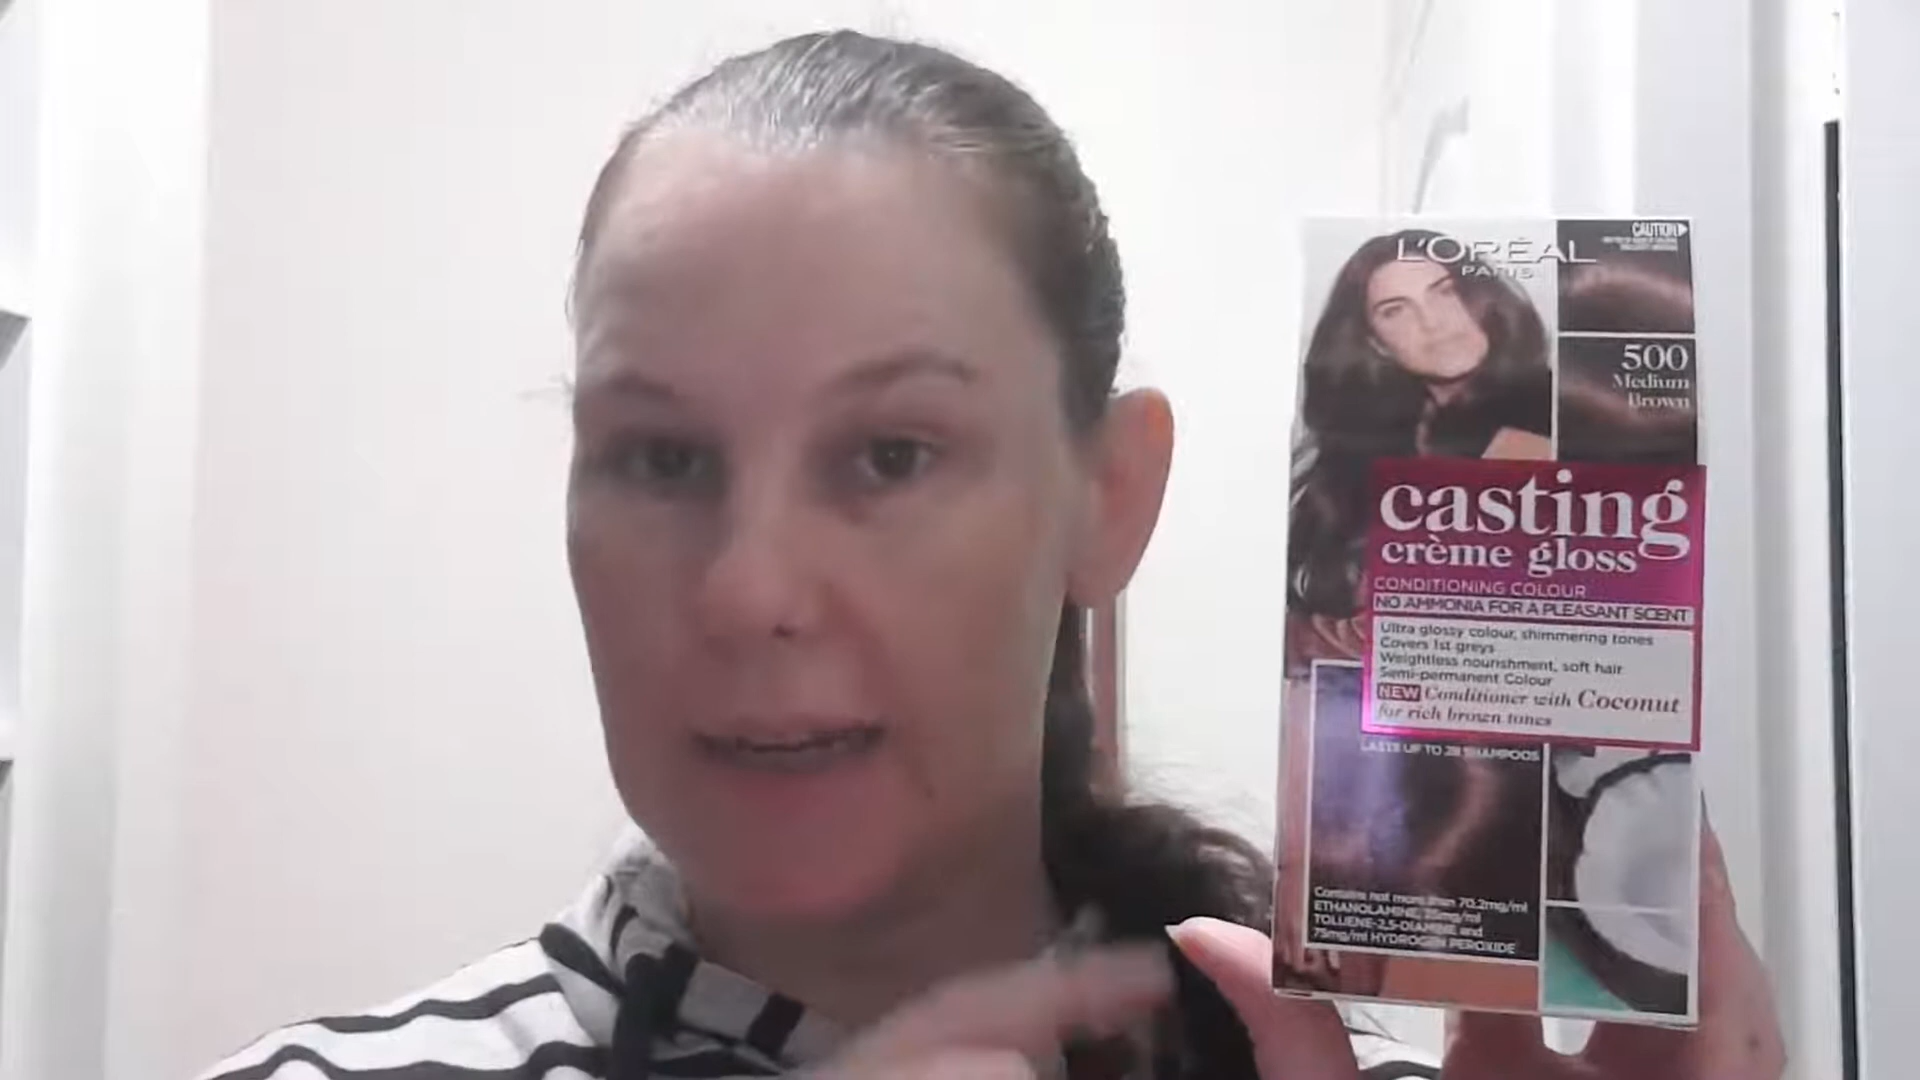 L'ORÉAL
PARIS
CAUTION
500
Medium
Brown
casting
crème gloss
CONDITIONING COLOUR
NO AMMONIA FOR A PLEASANT SCENT
Ultra glossy colour, shimmering tones
Covers 1st greys
Weightless nourishment, soft hair
Semi-permanent Colour
NEW Conditioner with Coconut
for rich brown tones
LASTS UP TO 28 SHAMPOOS
Contains not more than 70.2mg/ml
ETHANOLAMINE, 25mg/ml
TOLUENE-2,5-DIAMINE and
75mg/ml HYDROGEN PEROXIDE